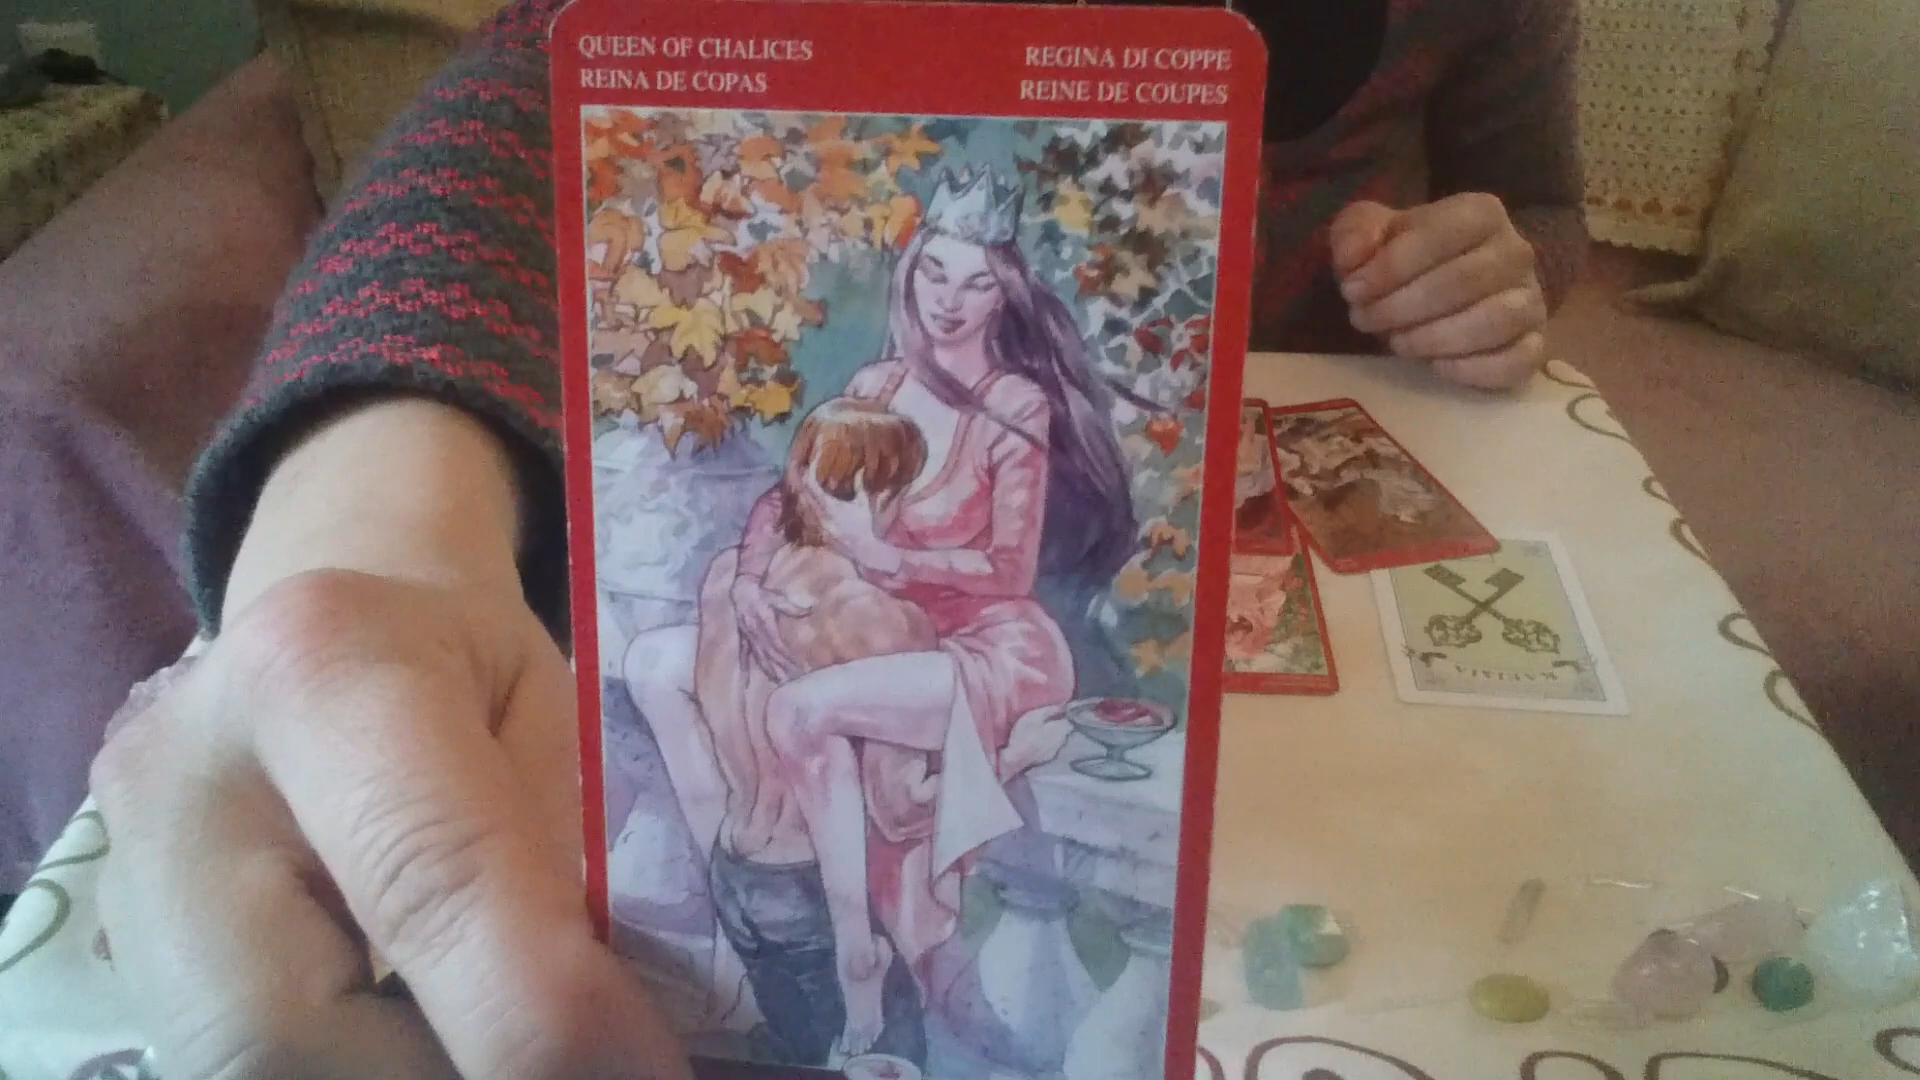 QUEEN OF CHALICES
REINA DE COPAS
REGINA DI COPPE
REINE DE COUPES